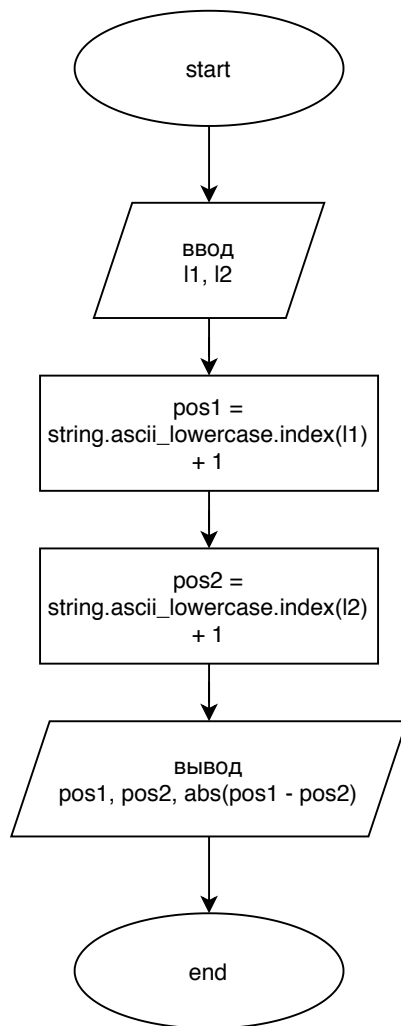 start
ввод
l1, l2
pos1 =
string.ascii_lowercase.index(l1)
+ 1
pos2 =
string.ascii_lowercase.index(l2)
+ 1
вывод
pos1, pos2, abs(pos1 - pos2)
end